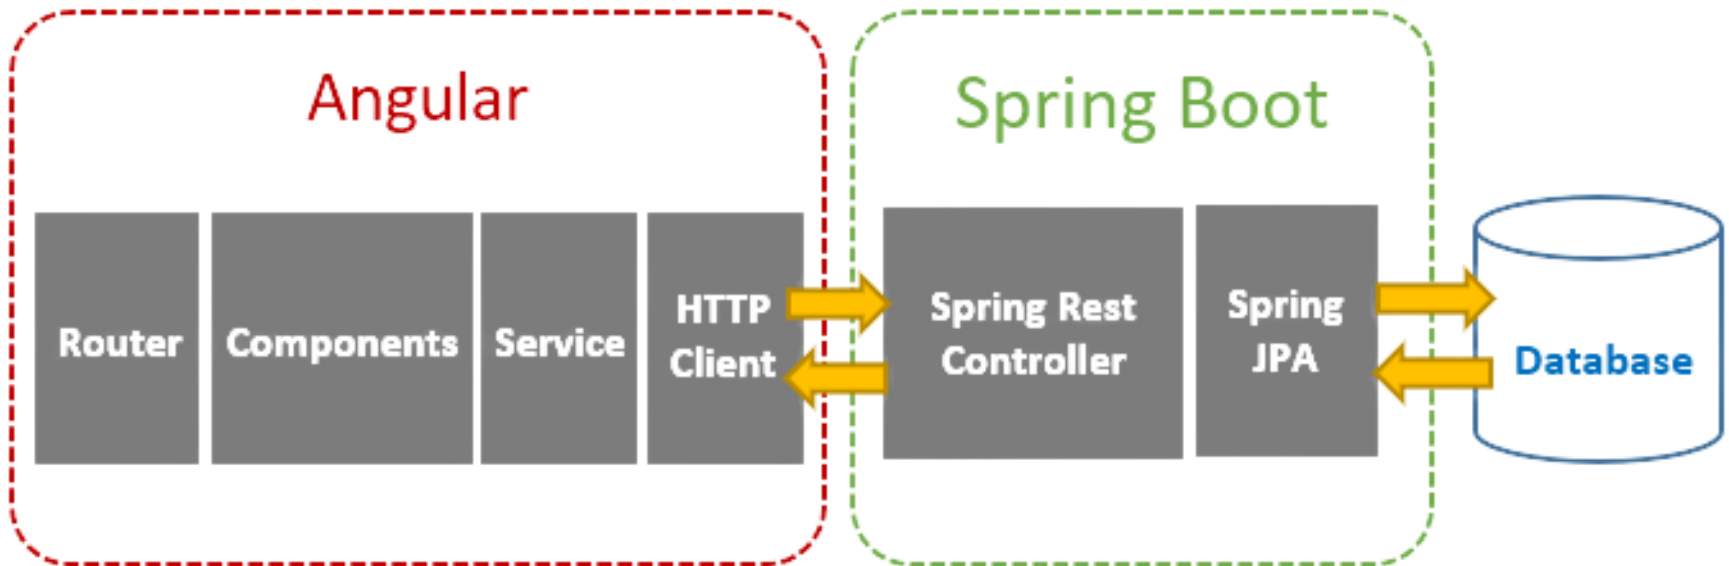 Angular
Spring Boot
Router
Components
Service
HTTP
Client
Spring Rest
Controller
Spring
JPA
Database